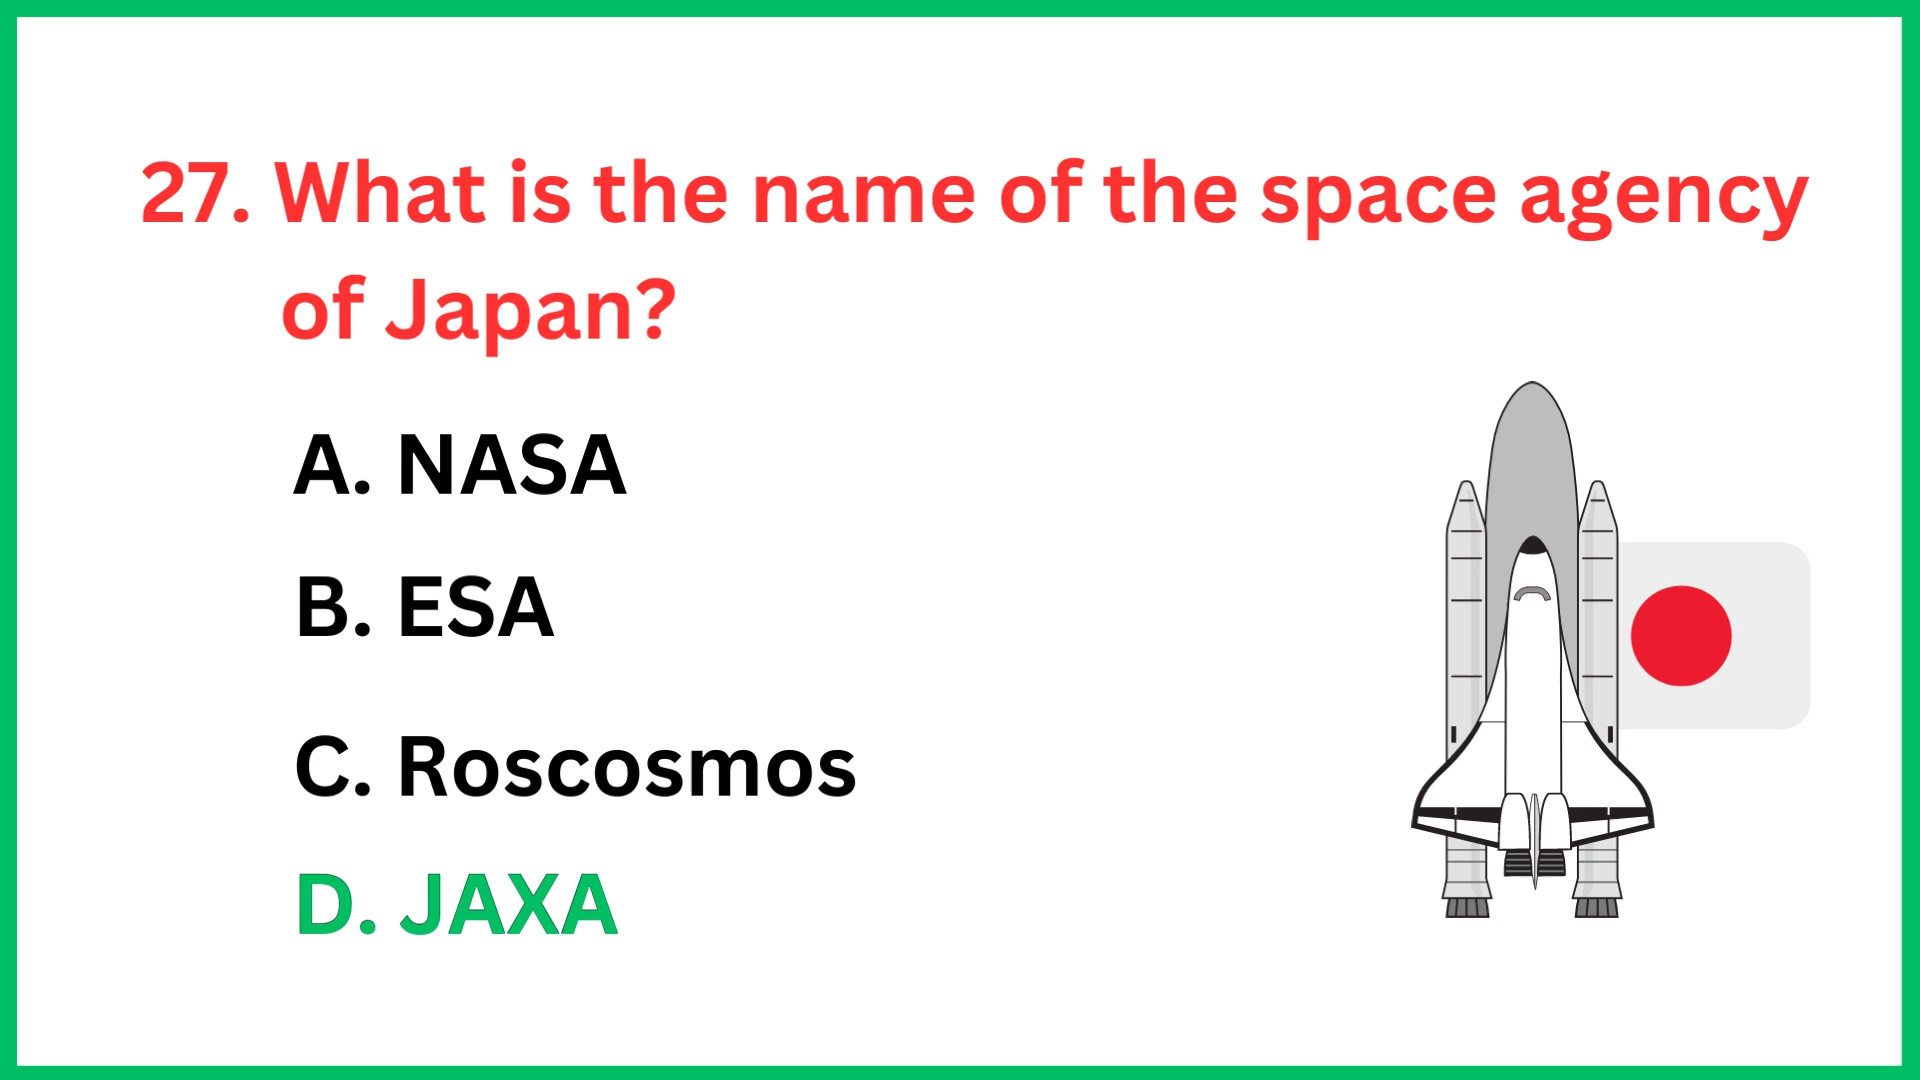 27. What is the name of the space agency
of Japan?
A. NASA
B. ESA
C. Roscosmos
D. JAXA